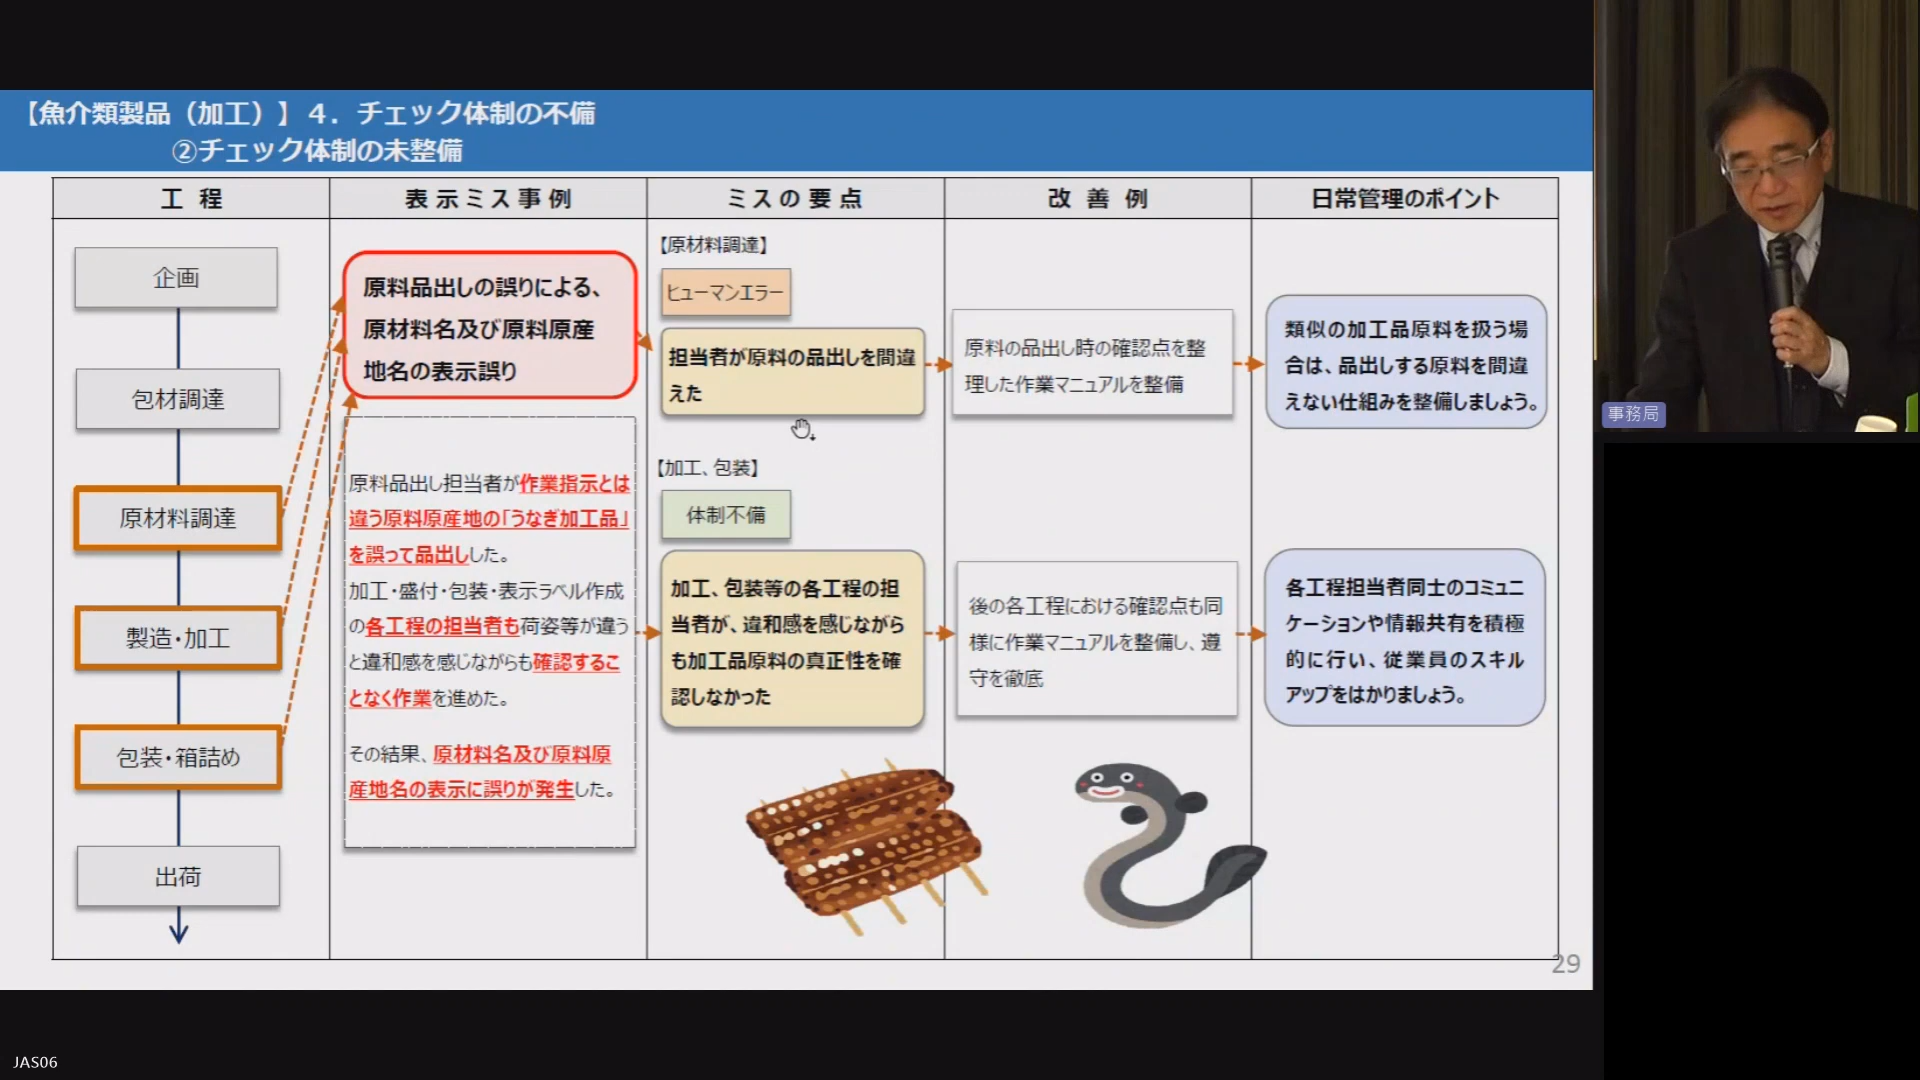 【魚介類製品（加工）】４．チェック体制の不備
②チェック体制の未整備
工 程
表 示 ミ ス 事 例
ミ ス の 要 点
改 善 例
日常管理のポイント
企画
包材調達
原材料調達
製造・加工
包装・箱詰め
出荷
原料品出しの誤りによる、
原材料名及び原料原産
地名の表示誤り
原料品出し担当者が作業指示とは
違う原料原産地の「うなぎ加工品」
を誤って品出しした。
加工・盛付・包装・表示ラベル作成
の各工程の担当者も荷姿等が違う
と違和感を感じながらも確認するこ
となく作業を進めた。
その結果、原材料名及び原料原
産地名の表示に誤りが発生した。
【原材料調達】
ヒューマンエラー
担当者が原料の品出しを間違
えた
【加工、包装】
体制不備
加工、包装等の各工程の担
当者が、違和感を感じながら
も加工品原料の真正性を確
認しなかった
原料の品出し時の確認点を整
理した作業マニュアルを整備
後の各工程における確認点も同
様に作業マニュアルを整備し、遵
守を徹底
類似の加工品原料を扱う場
合は、品出しする原料を間違
えない仕組みを整備しましょう。
各工程担当者同士のコミュニ
ケーションや情報共有を積極
的に行い、従業員のスキル
アップをはかりましょう。
29
事務局
JAS06